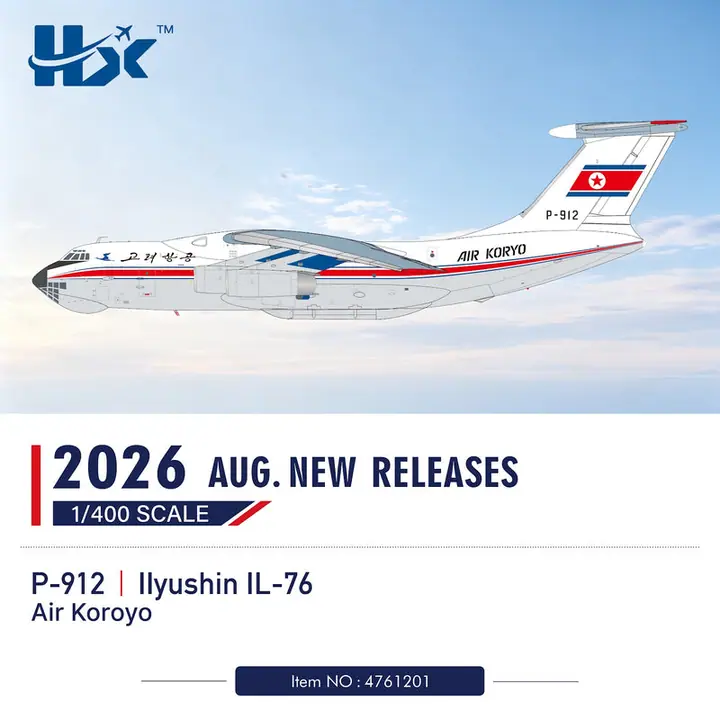 HX ™
P-912
AIR KORYO
고려항공
2026 AUG. NEW RELEASES
1/400 SCALE
P-912 | Ilyushin IL-76
Air Koroyo
Item NO : 4761201